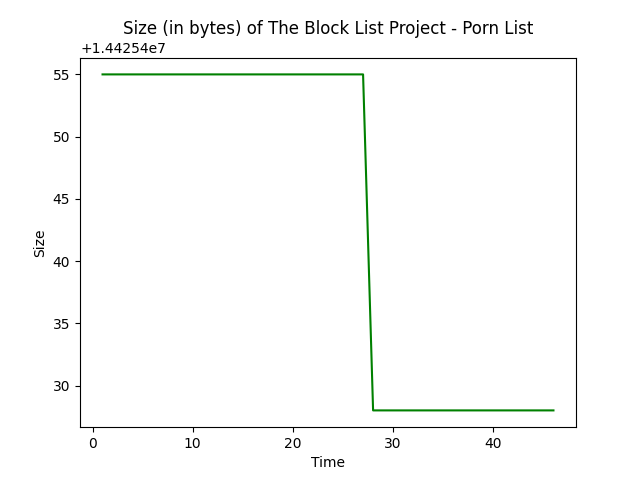 Size (in bytes) of The Block List Project - Porn List
+1.44254e7
55
50
45
40
35
30
Size
0 10 20 30 40
Time